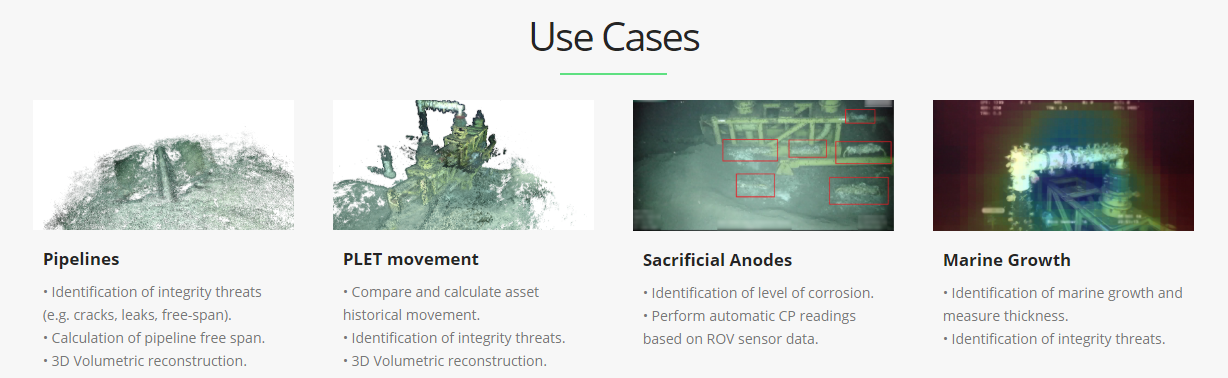 Use Cases
Pipelines
• Identification of integrity threats
(e.g. cracks, leaks, free-span).
• Calculation of pipeline free span.
• 3D Volumetric reconstruction.
PLET movement
• Compare and calculate asset
historical movement.
• Identification of integrity threats.
• 3D Volumetric reconstruction.
Sacrificial Anodes
• Identification of level of corrosion.
• Perform automatic CP readings
based on ROV sensor data.
Marine Growth
• Identification of marine growth and
measure thickness.
• Identification of integrity threats.